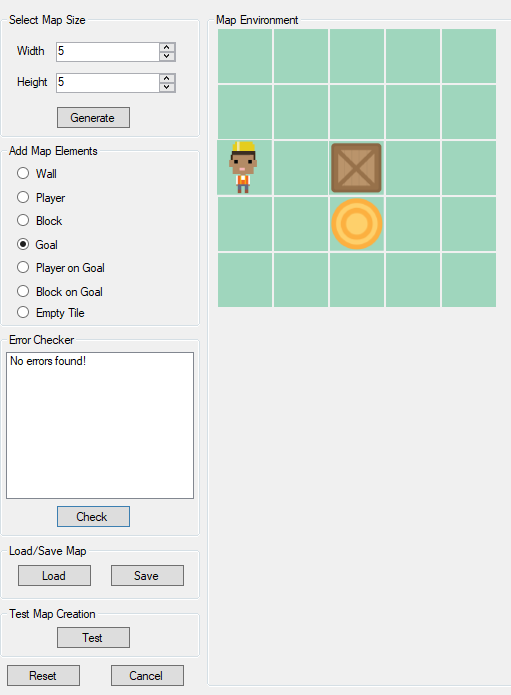 Select Map Size
Width 5
Height 5
Generate
Add Map Elements
Wall
Player
Block
Goal
Player on Goal
Block on Goal
Empty Tile
Error Checker
No errors found!
Check
Load/Save Map
Load Save
Test Map Creation
Test
Reset Cancel
Map Environment